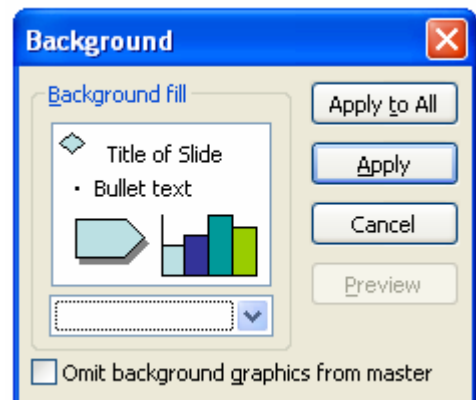 Background
Background fill
Title of Slide
• Bullet text
Apply to All
Apply
Cancel
Preview
Omit background graphics from master